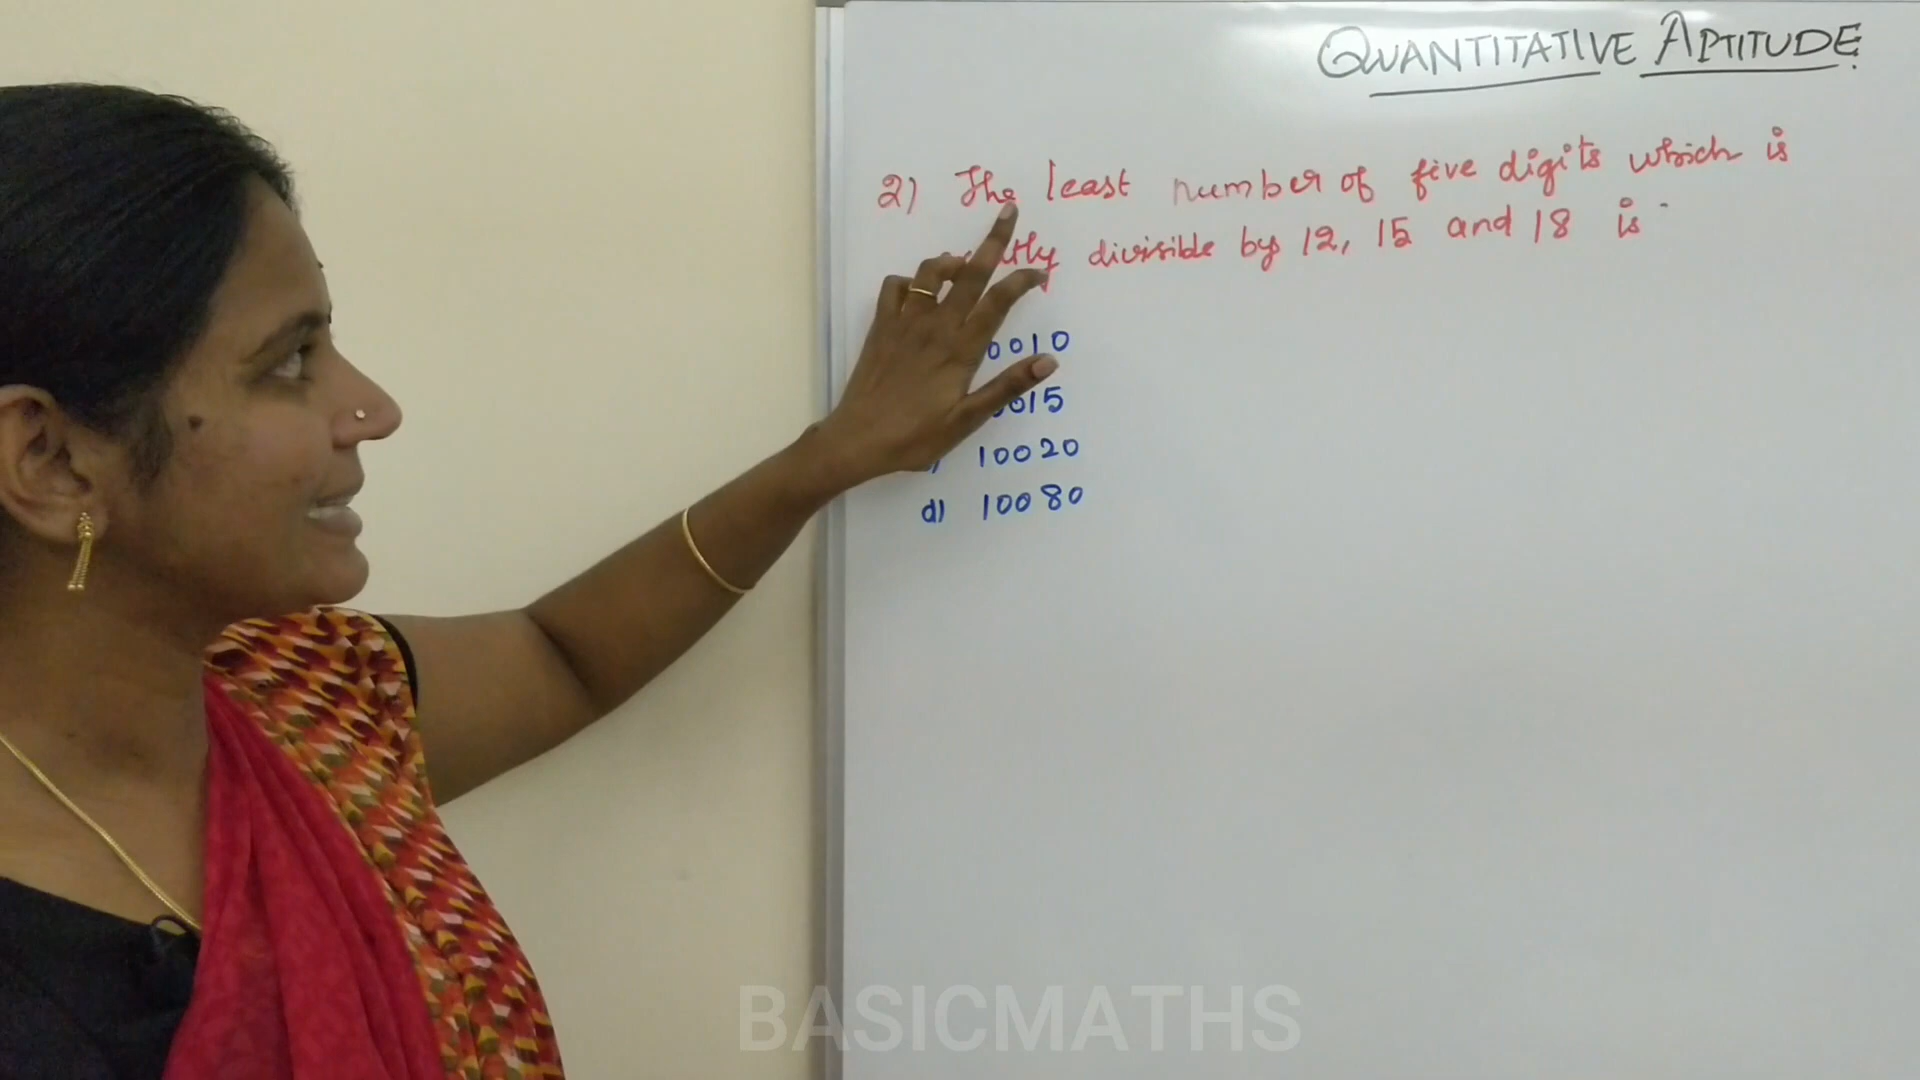 QUANTITATIVE APTITUDE
2) The least number of five digits which is
divisible by 12, 15 and 18 is
10020
d) 10080
BASICMATHS